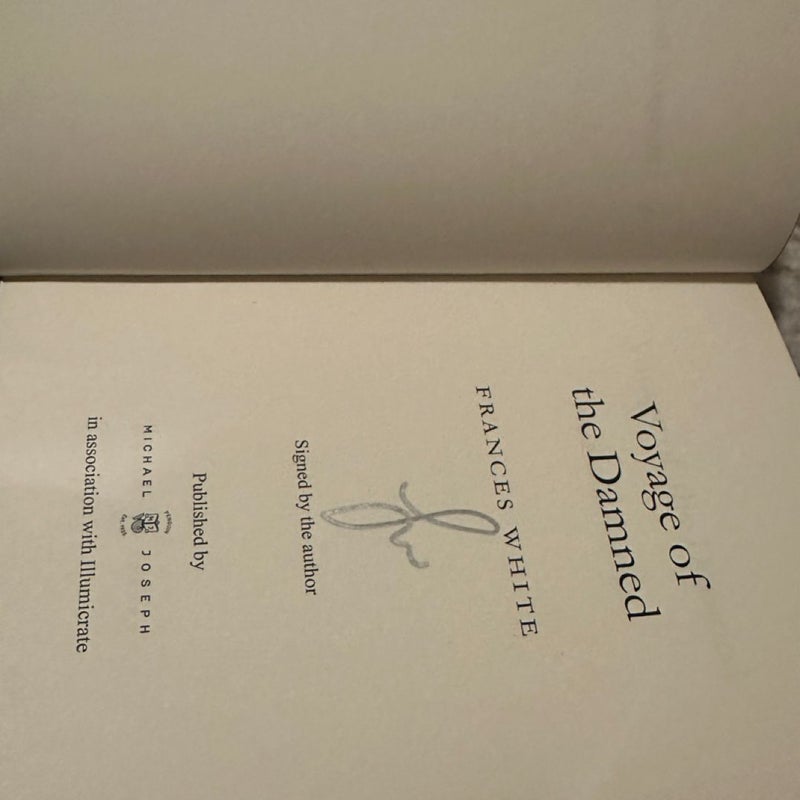 Voyage of
the Damned
FRANCES WHITE
Signed by the author
Published by
MICHAEL JOSEPH
in association with Illumicrate